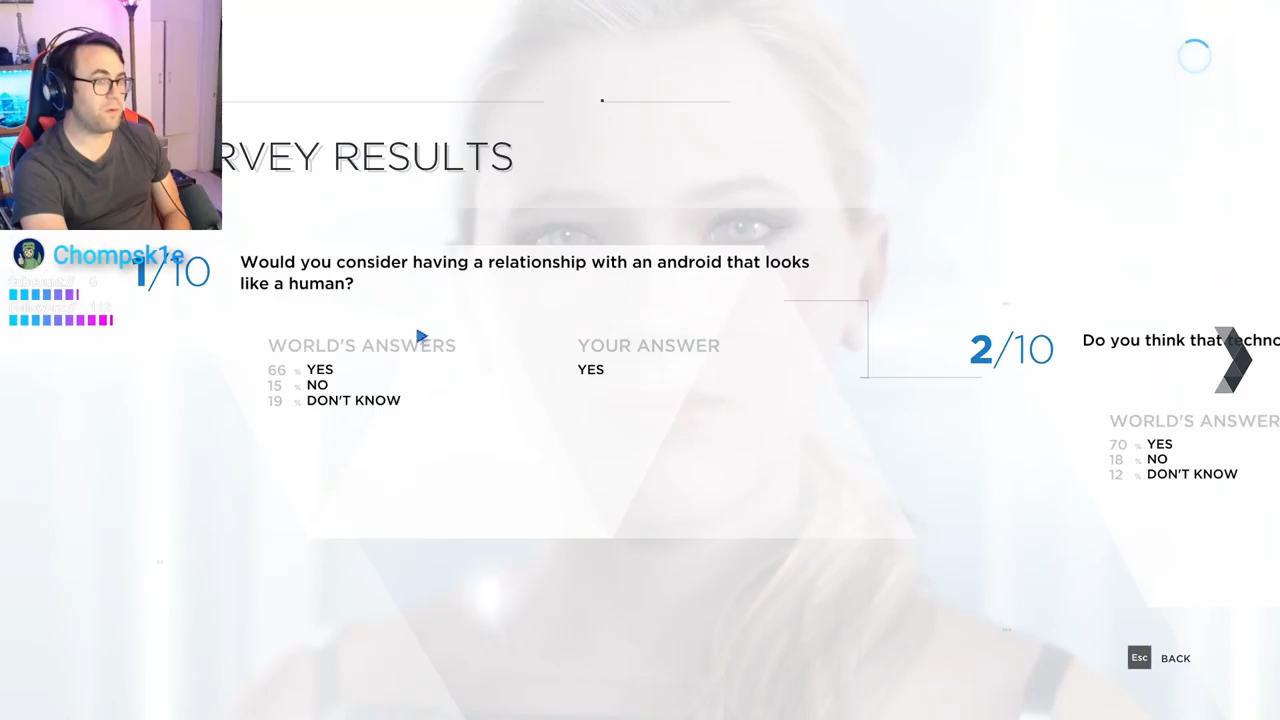 RVEY RESULTS
Chompsk1e
1/10
Would you consider having a relationship with an android that looks
like a human?
WORLD'S ANSWERS
66 % YES
15 % NO
19 % DON'T KNOW
YOUR ANSWER
YES
2/10
Do you think that techno
WORLD'S ANSWER
70 % YES
18 % NO
12 % DON'T KNOW
Esc BACK